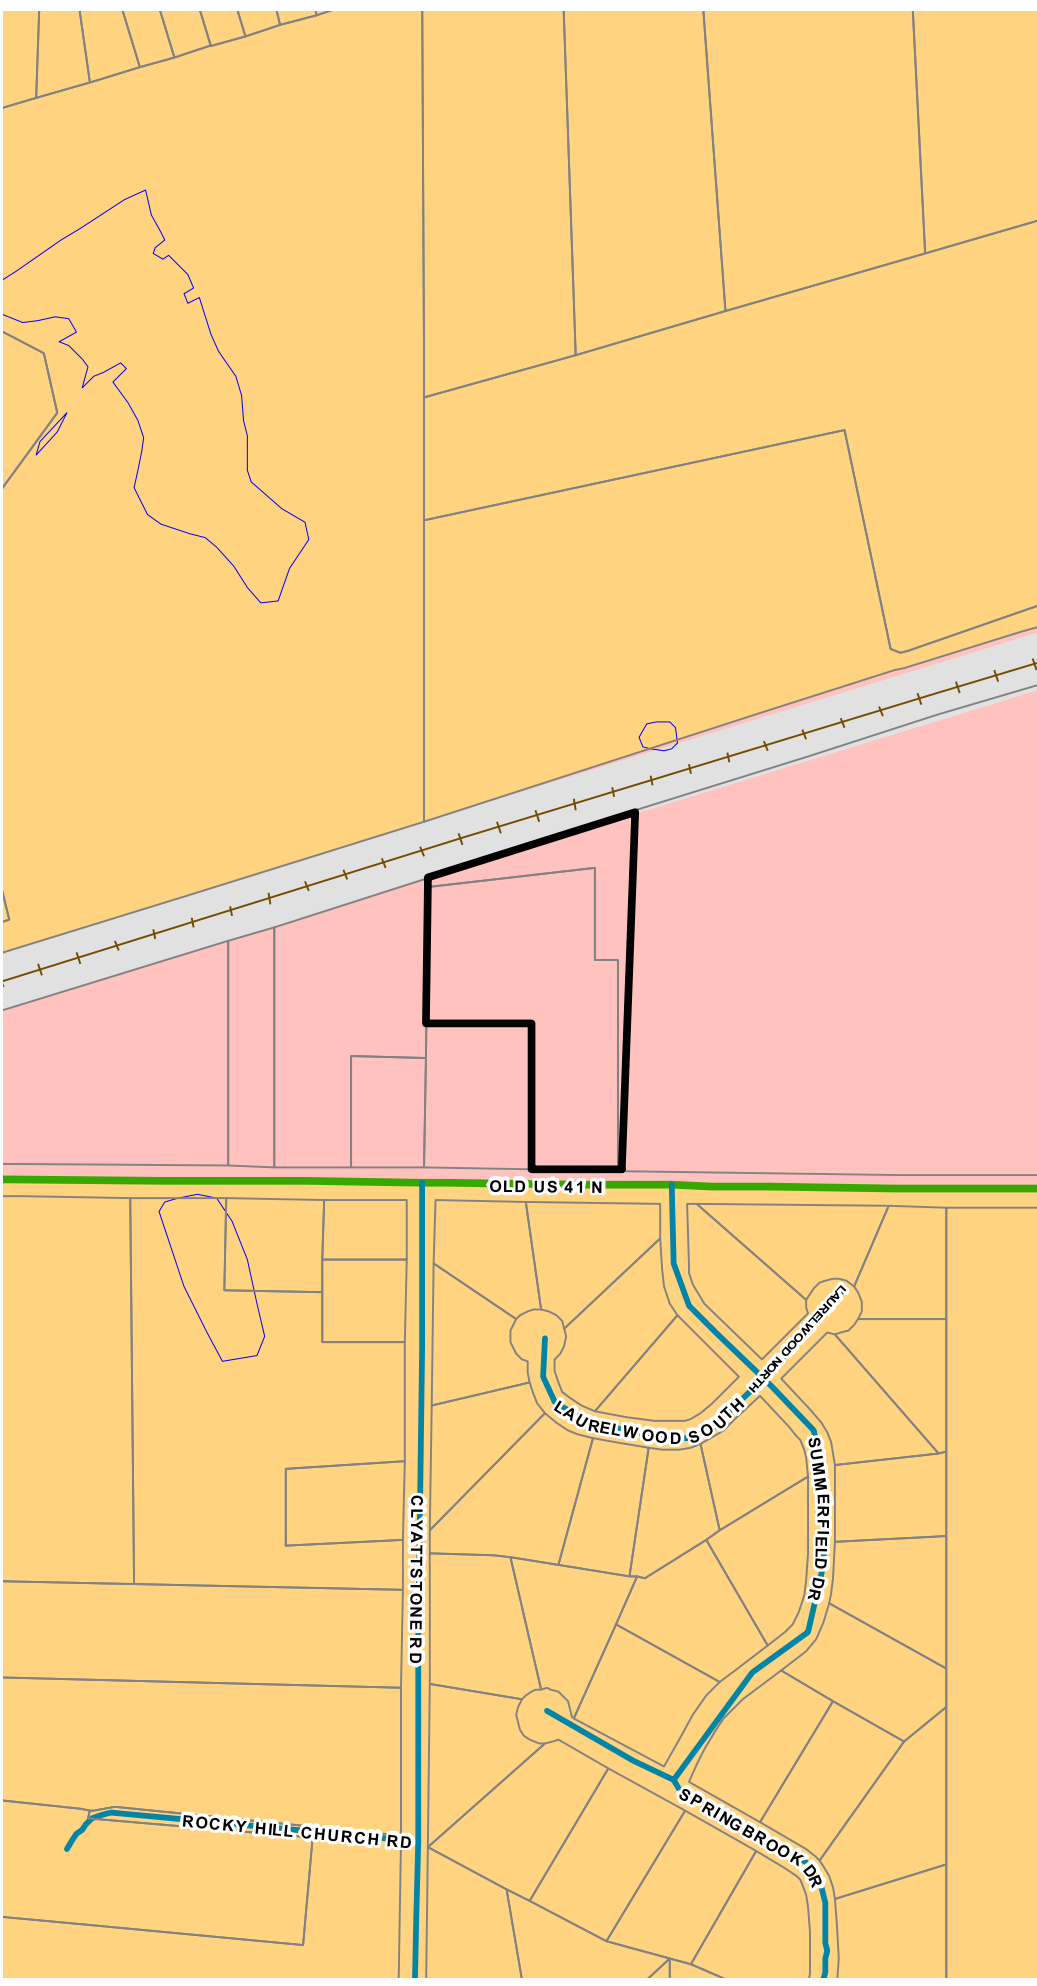 OLD US 41 N
LAURELWOOD NORTH
LAURELWOOD SOUTH
SUMMERFIELD DR
CLYATTSTONE RD
SPRINGBROOK DR
ROCKY HILL CHURCH RD